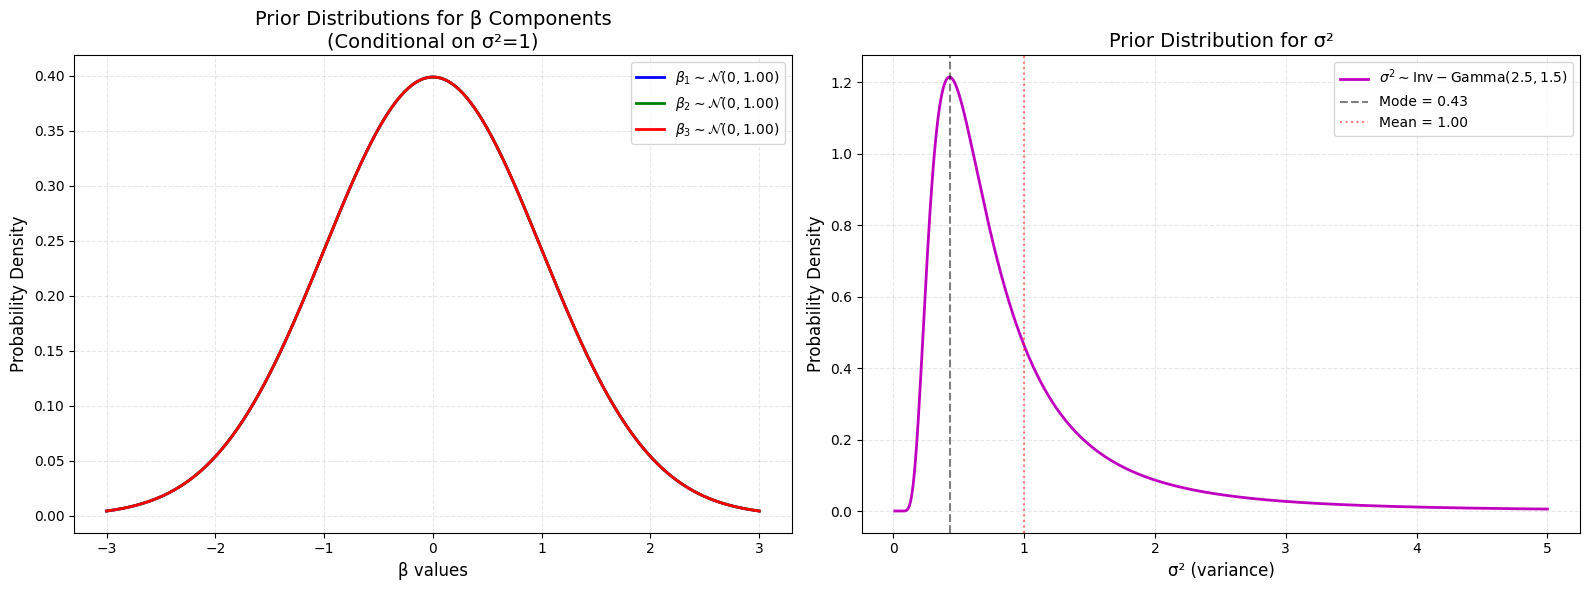 Prior Distributions for β Components
(Conditional on σ²=1)
Probability Density
0.40
0.35
0.30
0.25
0.20
0.15
0.10
0.05
0.00
β₁ ∼ 𝒩(0, 1.00)
β₂ ∼ 𝒩(0, 1.00)
β₃ ∼ 𝒩(0, 1.00)
−3
−2
−1
0
1
2
3
β values
Prior Distribution for σ²
Probability Density
1.2
1.0
0.8
0.6
0.4
0.2
0.0
σ² ∼ Inv − Gamma(2.5, 1.5)
Mode = 0.43
Mean = 1.00
0
1
2
3
4
5
σ² (variance)